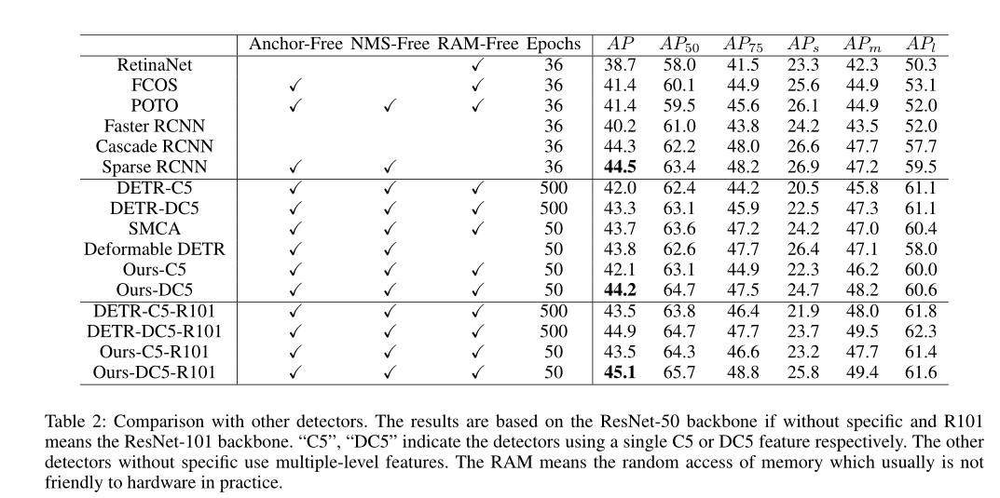 Anchor-Free NMS-Free RAM-Free Epochs AP AP50 AP75 APs APm APl
RetinaNet ✓ 36 38.7 58.0 41.5 23.3 42.3 50.3
FCOS ✓ ✓ 36 41.4 60.1 44.9 25.6 44.9 53.1
POTO ✓ ✓ ✓ 36 41.4 59.5 45.6 26.1 44.9 52.0
Faster RCNN 36 40.2 61.0 43.8 24.2 43.5 52.0
Cascade RCNN 36 44.3 62.2 48.0 26.6 47.7 57.7
Sparse RCNN ✓ ✓ 36 44.5 63.4 48.2 26.9 47.2 59.5
DETR-C5 ✓ ✓ ✓ 500 42.0 62.4 44.2 20.5 45.8 61.1
DETR-DC5 ✓ ✓ ✓ 500 43.3 63.1 45.9 22.5 47.3 61.1
SMCA ✓ ✓ ✓ 50 43.7 63.6 47.2 24.2 47.0 60.4
Deformable DETR ✓ ✓ 50 43.8 62.6 47.7 26.4 47.1 58.0
Ours-C5 ✓ ✓ ✓ 50 42.1 63.1 44.9 22.3 46.2 60.0
Ours-DC5 ✓ ✓ ✓ 50 44.2 64.7 47.5 24.7 48.2 60.6
DETR-C5-R101 ✓ ✓ ✓ 500 43.5 63.8 46.4 21.9 48.0 61.8
DETR-DC5-R101 ✓ ✓ ✓ 500 44.9 64.7 47.7 23.7 49.5 62.3
Ours-C5-R101 ✓ ✓ ✓ 50 43.5 64.3 46.6 23.2 47.7 61.4
Ours-DC5-R101 ✓ ✓ ✓ 50 45.1 65.7 48.8 25.8 49.4 61.6
Table 2: Comparison with other detectors. The results are based on the ResNet-50 backbone if without specific and R101
means the ResNet-101 backbone. “C5”, “DC5” indicate the detectors using a single C5 or DC5 feature respectively. The other
detectors without specific use multiple-level features. The RAM means the random access of memory which usually is not
friendly to hardware in practice.